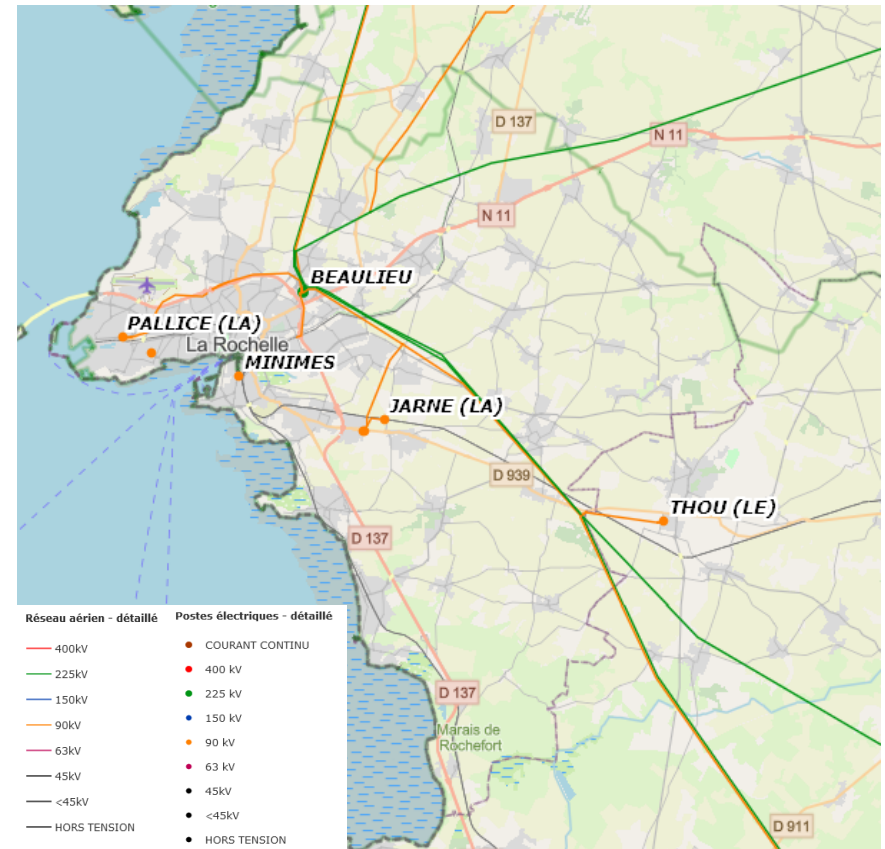 D 137
N 11
N 11
BEAULIEU
PALLICE (LA)
La Rochelle
MINIMES
JARNE (LA)
D 939
THOU (LE)
D 137
D 137
Marais de
Rochefort
D 911
Réseau aérien - détaillé
400kV
225kV
150kV
90kV
63kV
45kV
<45kV
HORS TENSION
Postes électriques - détaillé
COURANT CONTINU
400 kV
225 kV
150 kV
90 kV
63 kV
45kV
<45kV
HORS TENSION